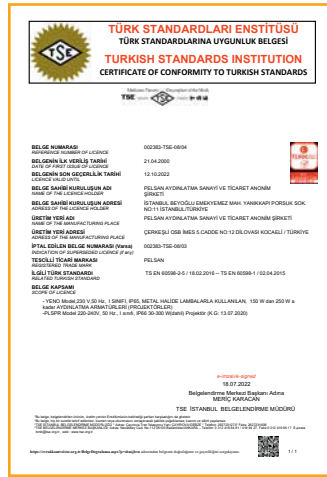 TÜRK STANDARDLARI ENSTİTÜSÜ
TÜRK STANDARDLARINA UYGUNLUK BELGESİ
TURKISH STANDARDS INSTITUTION
CERTIFICATE OF CONFORMITY TO TURKISH STANDARDS
TSE
TSE
BELGE NUMARASI 002383-TSE-08/04
REFERENCE NUMBER OF LICENCE
BELGENİN İLK VERİLİŞ TARİHİ 21.04.2000
DATE OF FIRST ISSUE OF LICENCE
BELGENİN SON GEÇERLİLİK TARİHİ 12.10.2022
LICENCE VALID UNTIL
BELGE SAHİBİ KURULUŞUN ADI PELSAN AYDINLATMA SANAYİ VE TİCARET ANONİM
NAME OF THE LICENCE HOLDER ŞİRKETİ
BELGE SAHİBİ KURULUŞUN ADRESİ İSTANBUL BEYOĞLU EMEKYEMEZ MAH. YANIKKAPI PORSUK SOK.
ADRESS OF THE LICENCE HOLDER NO:11 İSTANBUL/TÜRKİYE
ÜRETİM YERİ ADI PELSAN AYDINLATMA SANAYİ VE TİCARET ANONİM ŞİRKETİ
NAME OF THE MANUFACTURING PLACE
ÜRETİM YERİ ADRESİ ÇERKEŞLİ OSB İMES 5.CADDE NO:12 DİLOVASI KOCAELİ / TÜRKİYE
ADRESS OF THE MANUFACTURING PLACE
İPTAL EDİLEN BELGE NUMARASI (Varsa) 002383-TSE-08/03
INDICATION OF SUPERSEDED LICENCE (if any)
TESCİLLİ TİCARİ MARKASI PELSAN
REGISTERED TRADE MARK
İLGİLİ TÜRK STANDARDI TS EN 60598-2-5 / 18.02.2016 -- TS EN 60598-1 / 02.04.2015
RELATED TURKISH STANDARD
BELGE KAPSAMI
SCOPE OF LICENCE
- YENO Model,230 V,50 Hz, I SINIFI, IP65, METAL HALİDE LAMBALARLA KULLANILAN, 150 W dan 250 W a
kadar AYDINLATMA ARMATÜRLERİ (PROJEKTÖRLER)
-PLSPR Model 220-240V, 50 Hz., I sınıfı, IP66 30-300 W(dahil) Projektör (K.G: 13.07.2020)
e-imzalı/e-signed
18.07.2022
Belgelendirme Merkezi Başkanı Adına
MERİÇ KARACAN
TSE İSTANBUL BELGELENDİRME MÜDÜRÜ
1 / 1